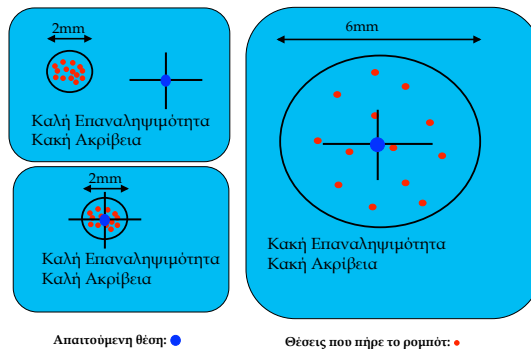 2mm
Καλή Επαναληψιμότητα
Κακή Ακρίβεια
2mm
Καλή Επαναληψιμότητα
Καλή Ακρίβεια
6mm
Κακή Επαναληψιμότητα
Κακή Ακρίβεια
Απαιτούμενη θέση:
Θέσεις που πήρε το ρομπότ: